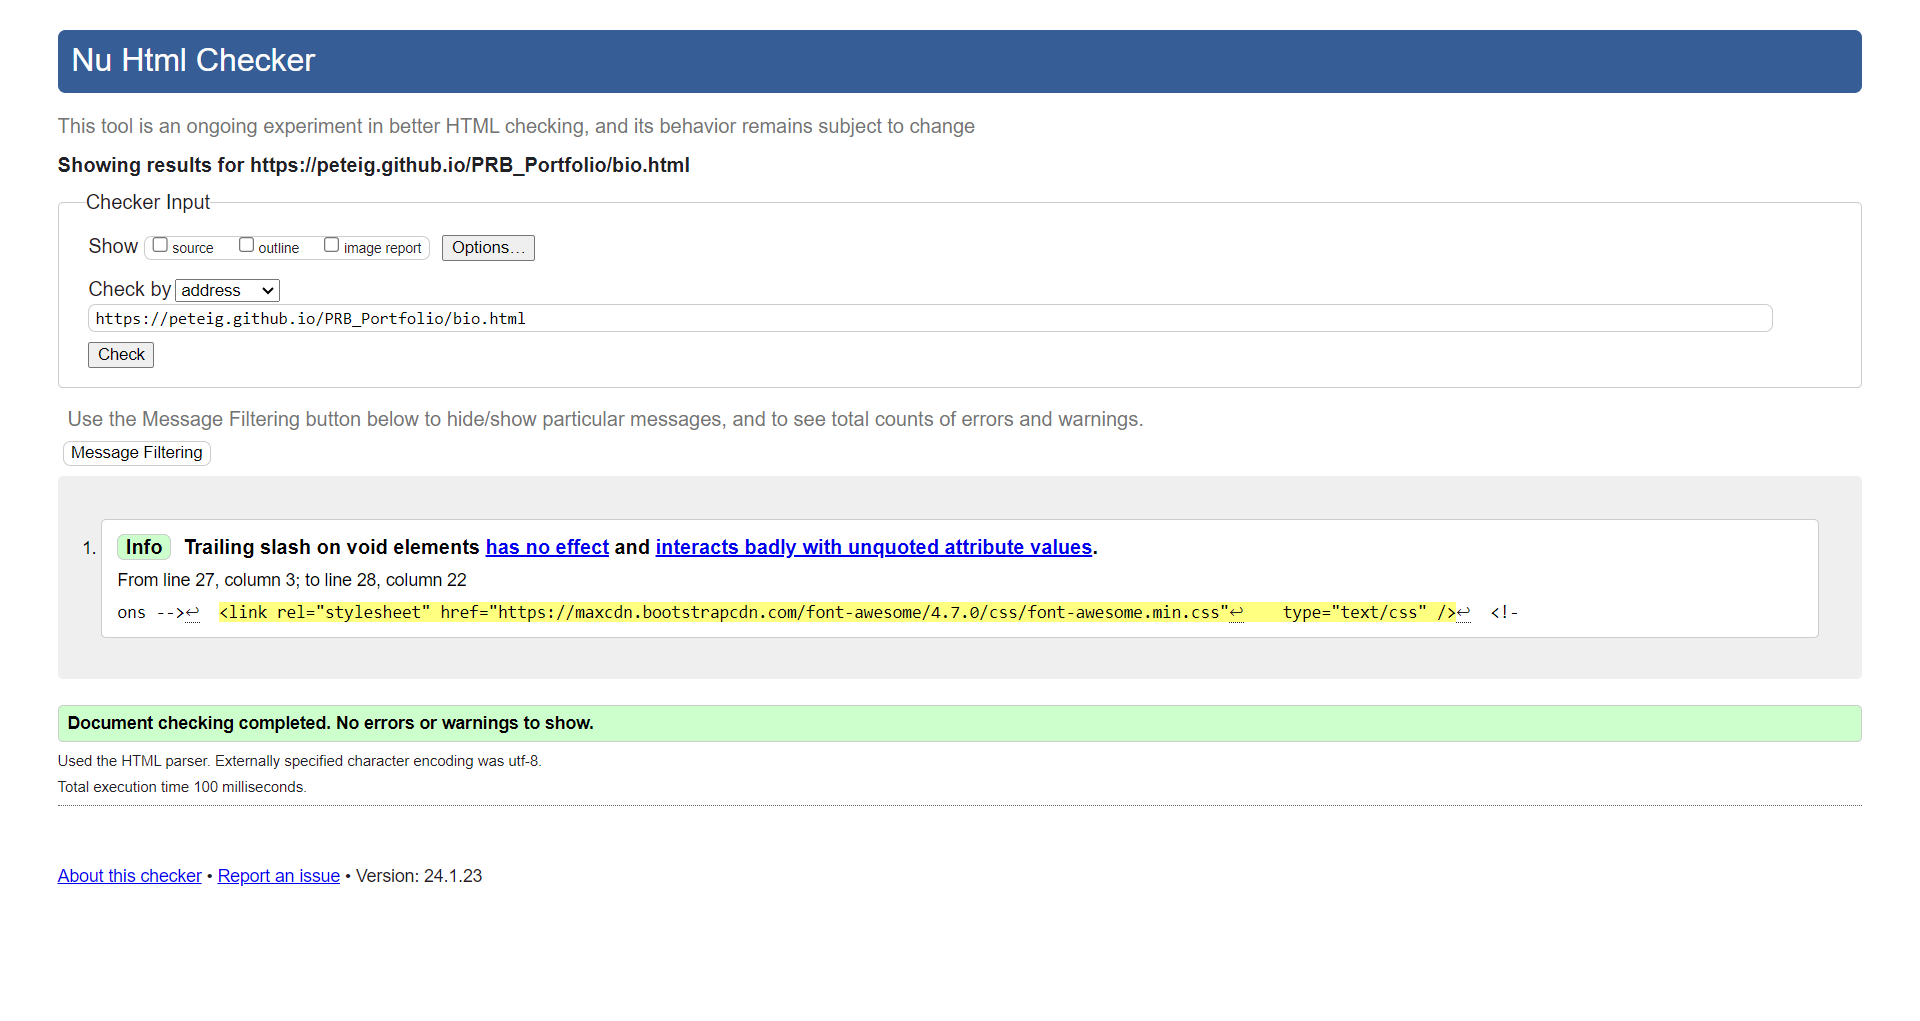 Nu Html Checker
This tool is an ongoing experiment in better HTML checking, and its behavior remains subject to change
Showing results for https://peteig.github.io/PRB_Portfolio/bio.html
Checker Input
Show source outline image report Options...
Check by address
https://peteig.github.io/PRB_Portfolio/bio.html
Check
Use the Message Filtering button below to hide/show particular messages, and to see total counts of errors and warnings.
Message Filtering
1. Info Trailing slash on void elements has no effect and interacts badly with unquoted attribute values.
From line 27, column 3; to line 28, column 22
ons -->↩ <link rel="stylesheet" href="https://maxcdn.bootstrapcdn.com/font-awesome/4.7.0/css/font-awesome.min.css"↩ type="text/css" />↩ <!-
Document checking completed. No errors or warnings to show.
Used the HTML parser. Externally specified character encoding was utf-8.
Total execution time 100 milliseconds.
About this checker • Report an issue • Version: 24.1.23